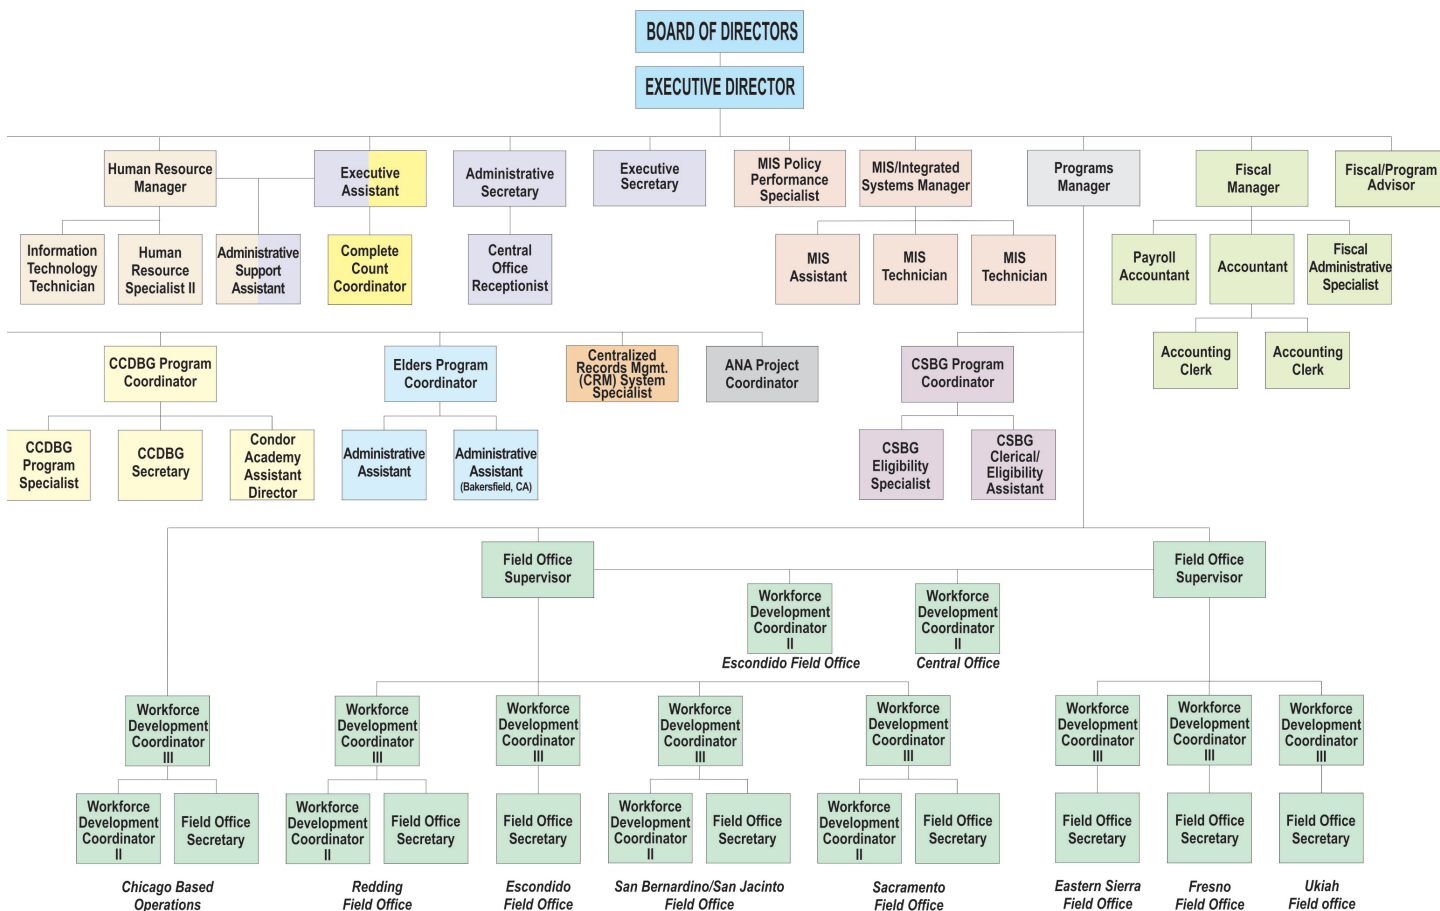 BOARD OF DIRECTORS
EXECUTIVE DIRECTOR
Human Resource
Manager
Executive
Assistant
Administrative
Secretary
Executive
Secretary
MIS Policy
Performance
Specialist
MIS/Integrated
Systems Manager
Programs
Manager
Fiscal
Manager
Fiscal/Program
Advisor
Information
Technology
Technician
Human
Resource
Specialist II
Administrative
Support
Assistant
Complete
Count
Coordinator
Central
Office
Receptionist
MIS
Assistant
MIS
Technician
MIS
Technician
Payroll
Accountant
Accountant
Fiscal
Administrative
Specialist
Accounting
Clerk
Accounting
Clerk
CCDBG Program
Coordinator
Elders Program
Coordinator
Centralized
Records Mgmt.
(CRM) System
Specialist
ANA Project
Coordinator
CSBG Program
Coordinator
CCDBG
Program
Specialist
CCDBG
Secretary
Condor
Academy
Assistant
Director
Administrative
Assistant
Administrative
Assistant
(Bakersfield, CA)
CSBG
Eligibility
Specialist
CSBG
Clerical/
Eligibility
Assistant
Field Office
Supervisor
Field Office
Supervisor
Workforce
Development
Coordinator
II
Escondido Field Office
Workforce
Development
Coordinator
II
Central Office
Workforce
Development
Coordinator
III
Workforce
Development
Coordinator
III
Workforce
Development
Coordinator
III
Workforce
Development
Coordinator
III
Workforce
Development
Coordinator
III
Workforce
Development
Coordinator
III
Workforce
Development
Coordinator
III
Workforce
Development
Coordinator
III
Workforce
Development
Coordinator
II
Field Office
Secretary
Workforce
Development
Coordinator
II
Field Office
Secretary
Field Office
Secretary
Workforce
Development
Coordinator
II
Field Office
Secretary
Workforce
Development
Coordinator
II
Field Office
Secretary
Field Office
Secretary
Field Office
Secretary
Field Office
Secretary
Chicago Based
Operations
Redding
Field Office
Escondido
Field Office
San Bernardino/San Jacinto
Field Office
Sacramento
Field Office
Eastern Sierra
Field Office
Fresno
Field Office
Ukiah
Field office